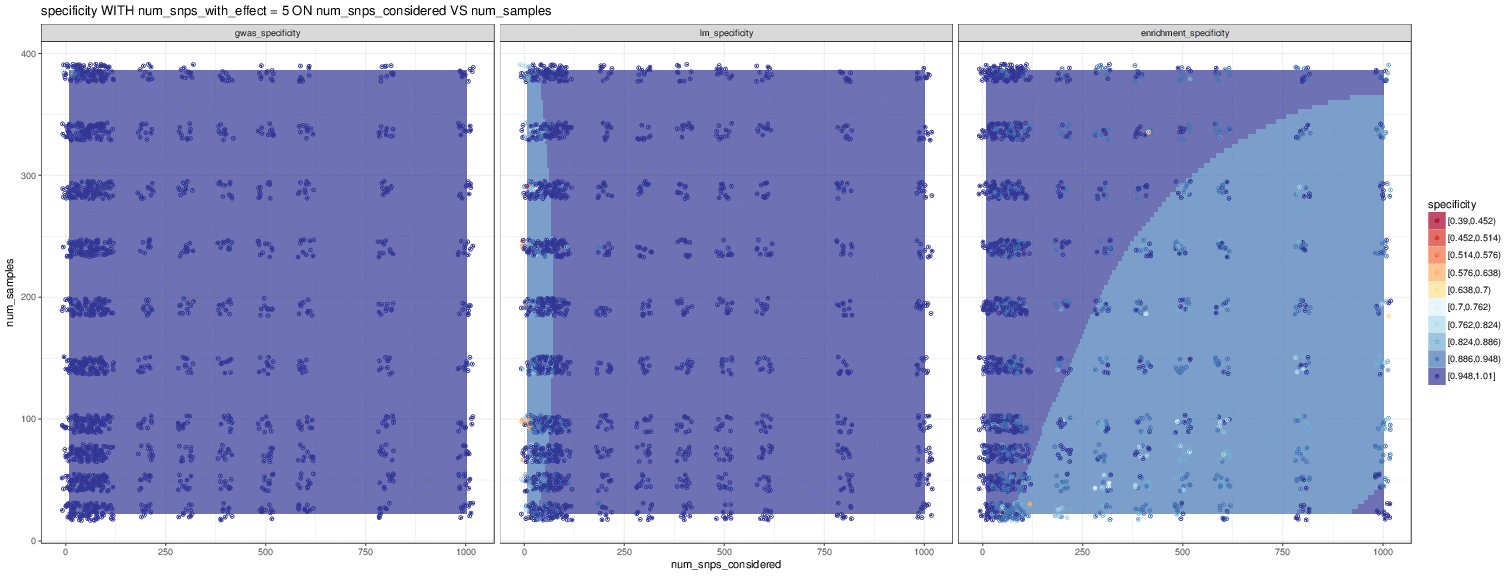 specificity WITH num_snps_with_effect = 5 ON num_snps_considered VS num_samples
gwas_specificity
lm_specificity
enrichment_specificity
num_samples
400
300
200
100
0
0 250 500 750 1000
0 250 500 750 1000
0 250 500 750 1000
num_snps_considered
specificity
[0.39,0.452)
[0.452,0.514)
[0.514,0.576)
[0.576,0.638)
[0.638,0.7)
[0.7,0.762)
[0.762,0.824)
[0.824,0.886)
[0.886,0.948)
[0.948,1.01]